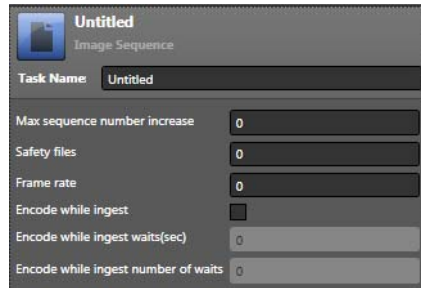 Untitled
Image Sequence
Task Name Untitled
Max sequence number increase 0
Safety files 0
Frame rate 0
Encode while ingest
Encode while ingest waits(sec) 0
Encode while ingest number of waits 0